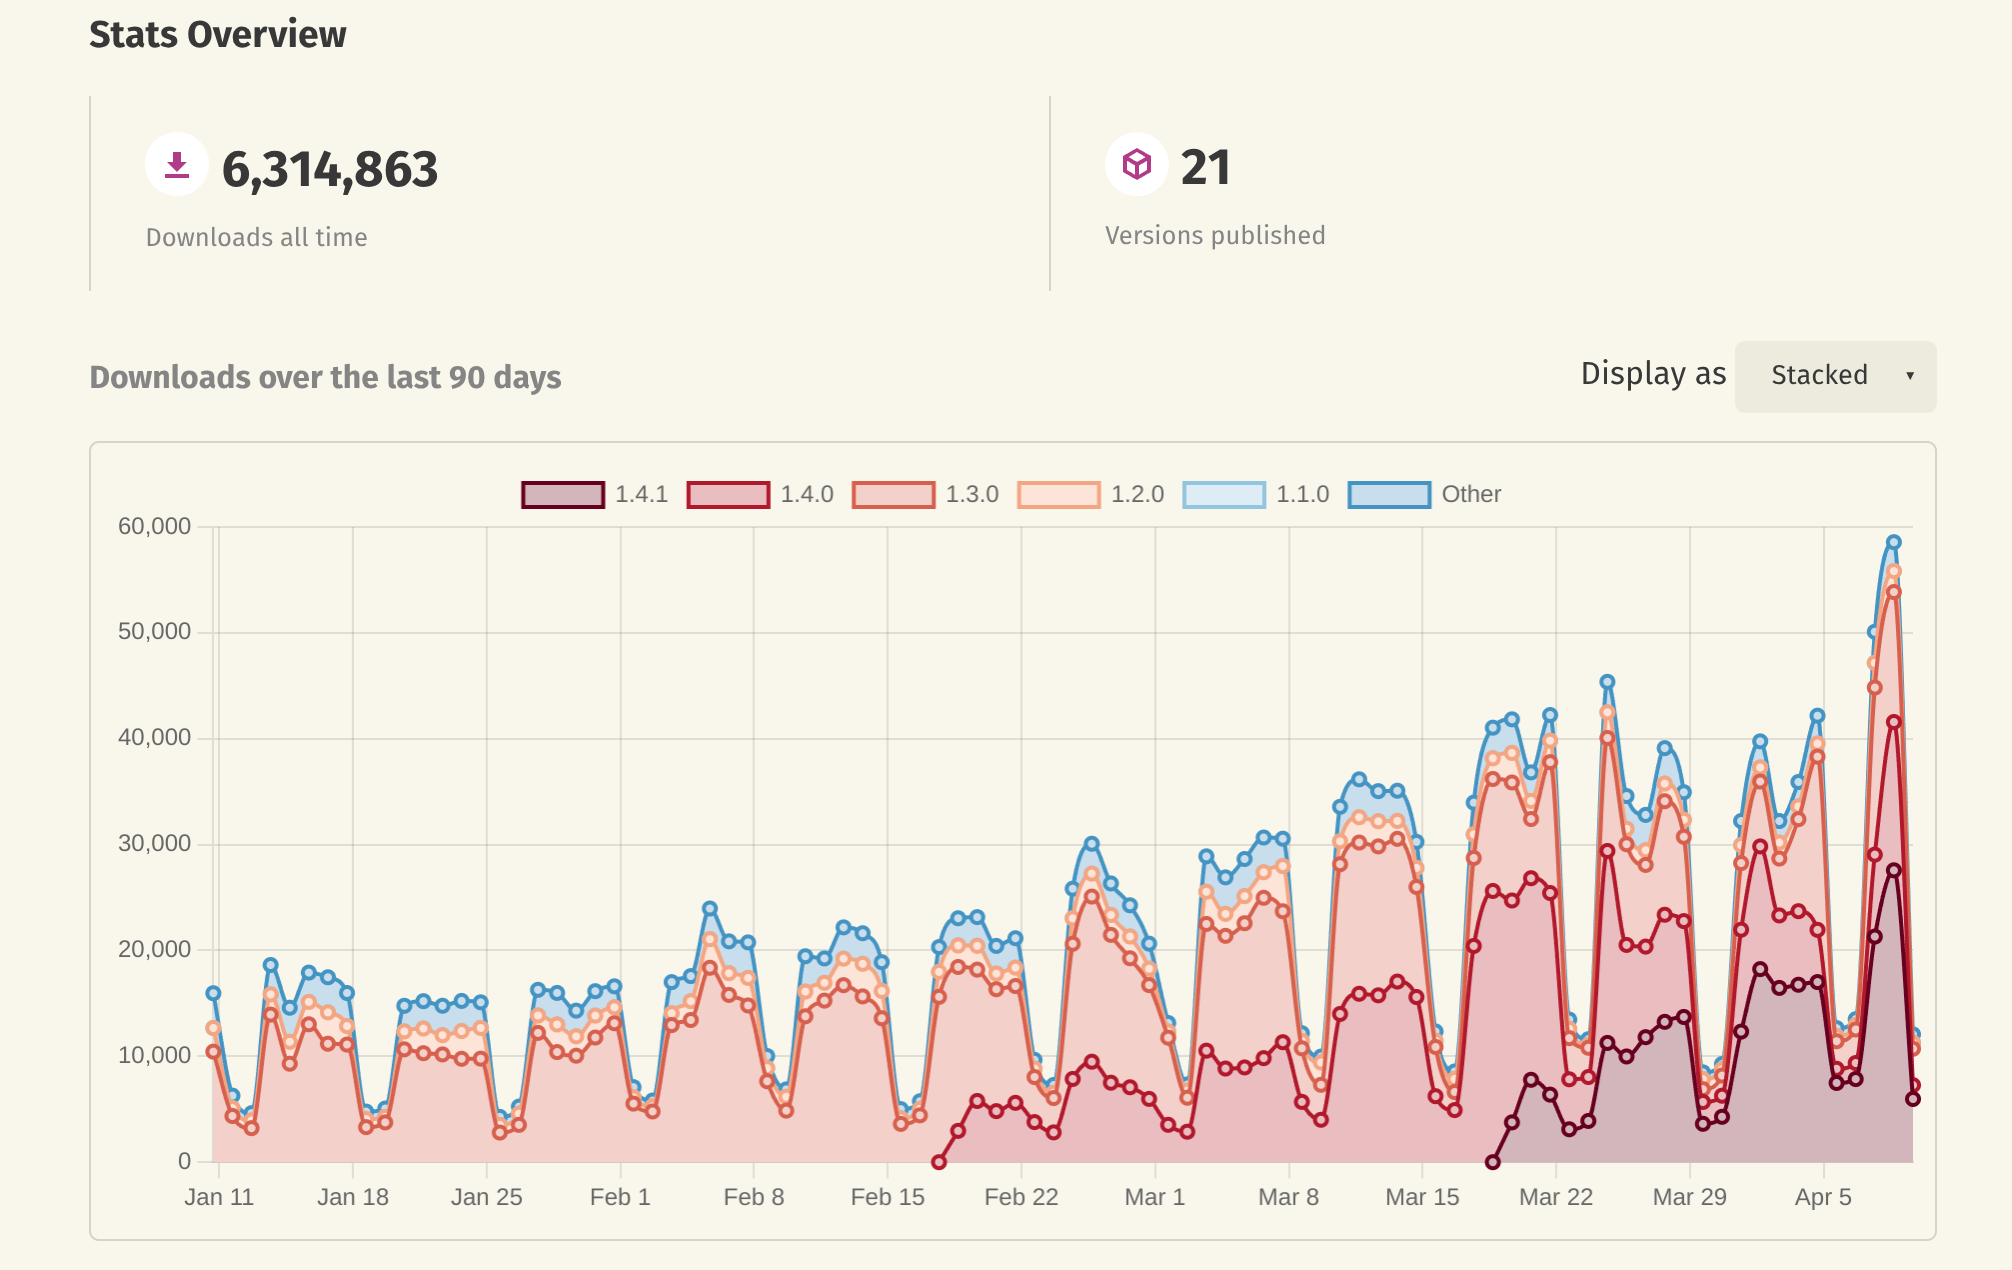 Stats Overview
6,314,863
Downloads all time
21
Versions published
Downloads over the last 90 days
Display as Stacked
1.4.1 1.4.0 1.3.0 1.2.0 1.1.0 Other
60,000
50,000
40,000
30,000
20,000
10,000
0
Jan 11 Jan 18 Jan 25 Feb 1 Feb 8 Feb 15 Feb 22 Mar 1 Mar 8 Mar 15 Mar 22 Mar 29 Apr 5